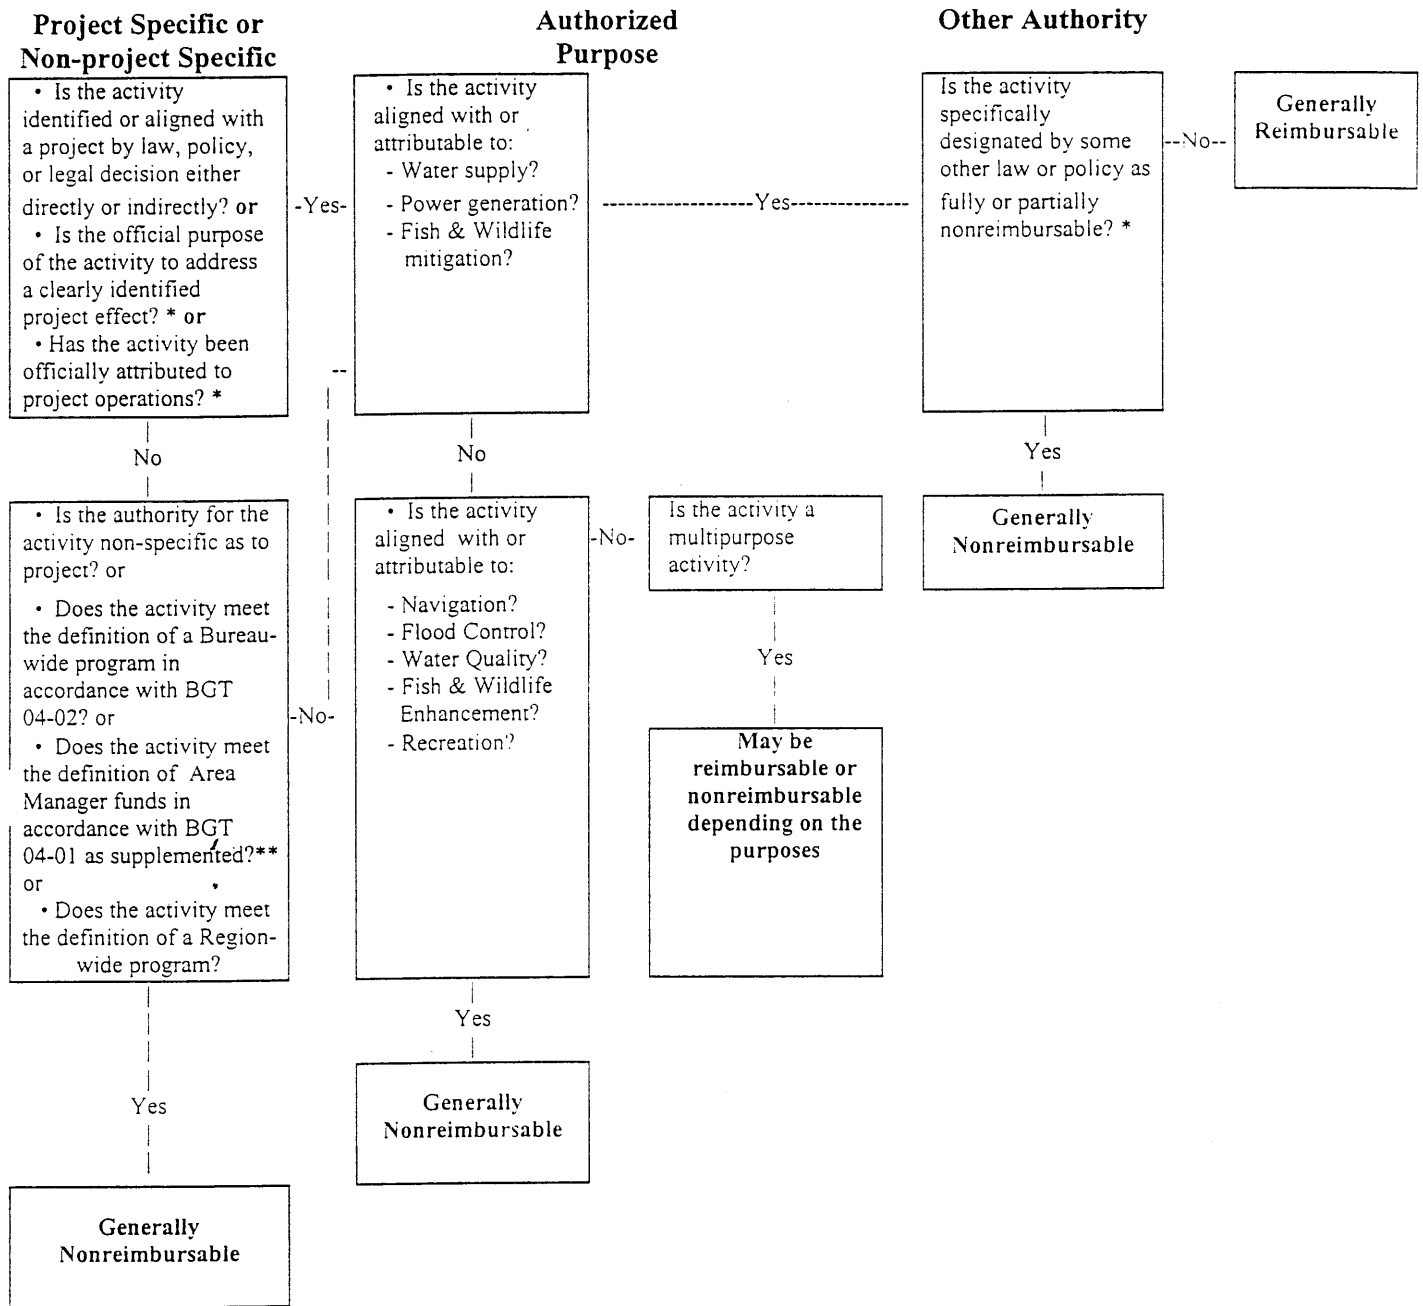 Project Specific or
Non-project Specific
Authorized
Purpose
Other Authority
• Is the activity
identified or aligned with
a project by law, policy,
or legal decision either
directly or indirectly? or
• Is the official purpose
of the activity to address
a clearly identified
project effect? * or
• Has the activity been
officially attributed to
project operations? *
-Yes-
• Is the activity
aligned with or
attributable to:
- Water supply?
- Power generation?
- Fish & Wildlife
mitigation?
-----------------Yes-------------
Is the activity
specifically
designated by some
other law or policy as
fully or partially
nonreimbursable? *
--No--
Generally
Reimbursable
No
No
Yes
• Is the authority for the
activity non-specific as to
project? or
• Does the activity meet
the definition of a Bureau-
wide program in
accordance with BGT
04-02? or
• Does the activity meet
the definition of Area
Manager funds in
accordance with BGT
04-01 as supplemented?**
or
• Does the activity meet
the definition of a Region-
wide program?
-No-
• Is the activity
aligned with or
attributable to:
- Navigation?
- Flood Control?
- Water Quality?
- Fish & Wildlife
Enhancement?
- Recreation?
-No-
Is the activity a
multipurpose
activity?
Generally
Nonreimbursable
Yes
May be
reimbursable or
nonreimbursable
depending on the
purposes
Yes
Yes
Generally
Nonreimbursable
Generally
Nonreimbursable